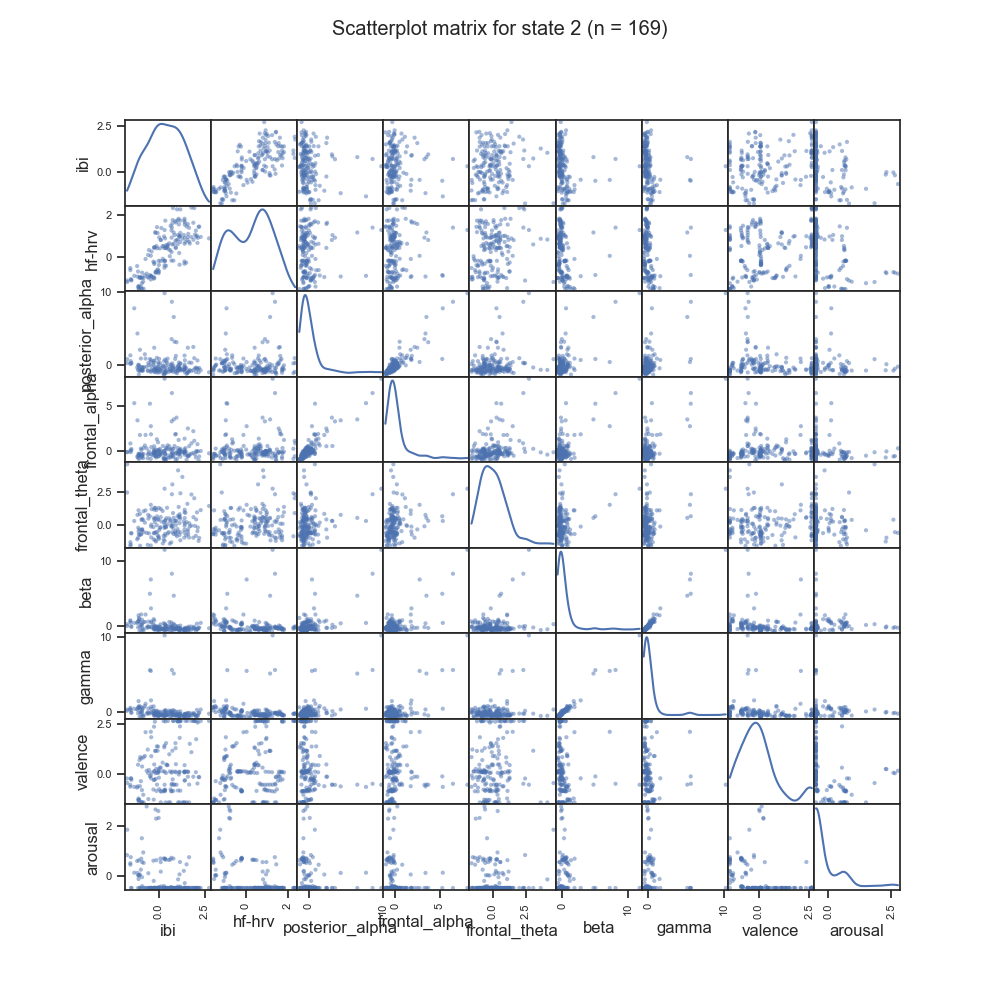 Scatterplot matrix for state 2 (n = 169)
2.5
0.0
ibi
2
0
hf-hrv
10
0
posterior_alpha
5
0
frontal_alpha
2.5
0.0
frontal_theta
10
0
beta
10
0
gamma
2.5
0.0
valence
2
0
arousal
0.0 2.5 0 2 0 10 0 5 0.0 2.5 0 10 0 10 0.0 2.5 0.0 2.5
ibi hf-hrv posterior_alpha frontal_alpha frontal_theta beta gamma valence arousal